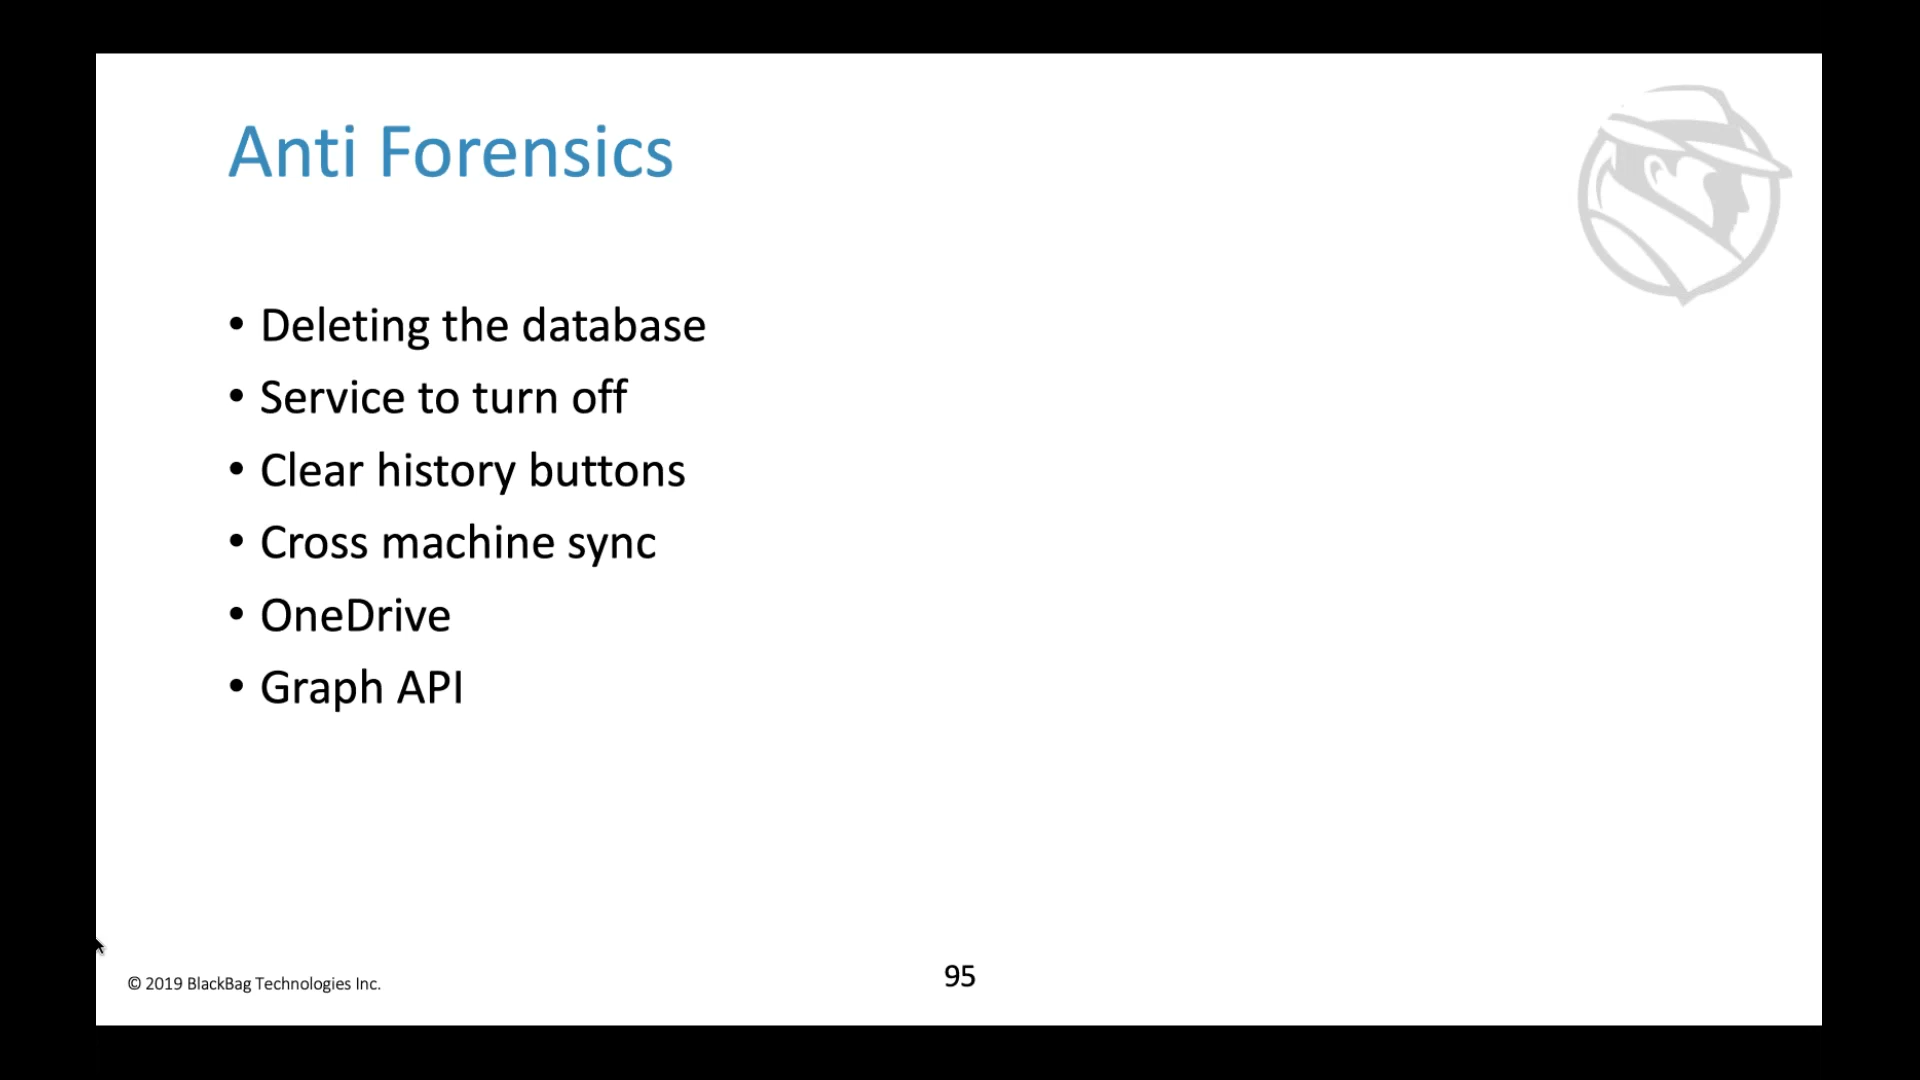 Anti Forensics
• Deleting the database
• Service to turn off
• Clear history buttons
• Cross machine sync
• OneDrive
• Graph API
© 2019 BlackBag Technologies Inc.
95